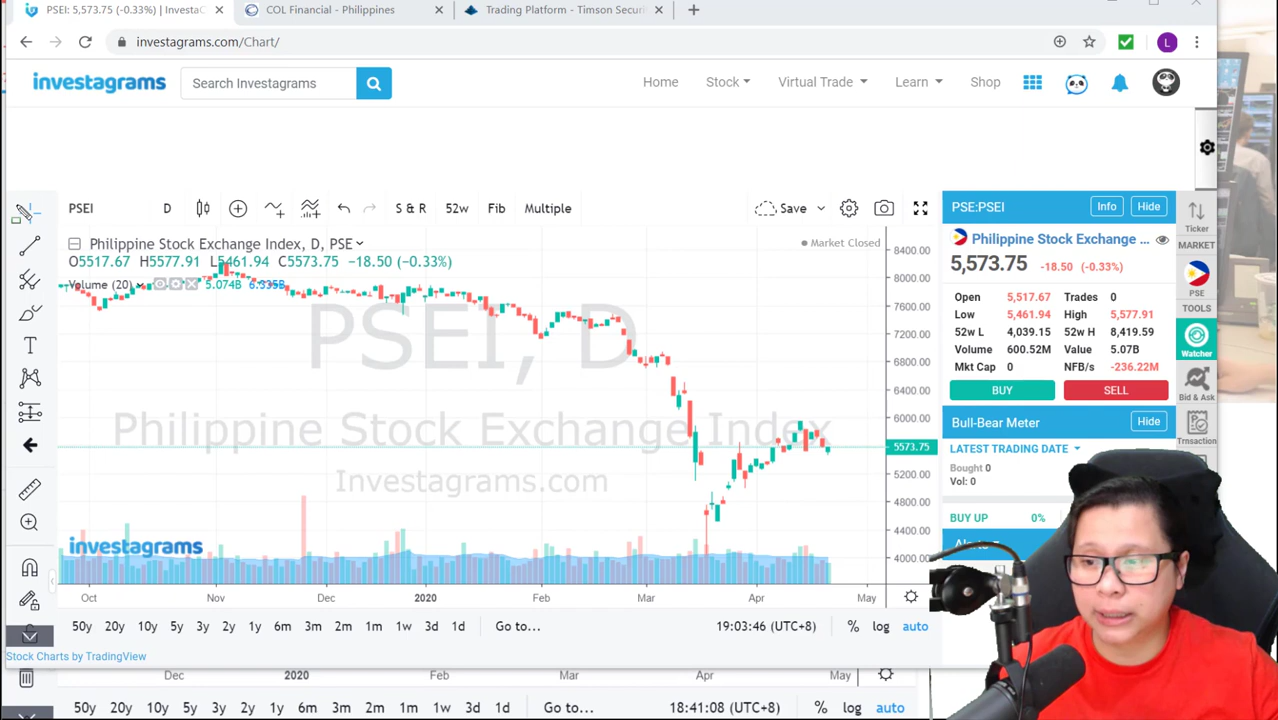 PSEI: 5,573.75 (-0.33%) | InvestaG
COL Financial - Philippines
Trading Platform - Timson Securi
investagrams.com/Chart/
L
investagrams
Search Investagrams
Home
Stock
Virtual Trade
Learn
Shop
PSEI
D
S & R
52w
Fib
Multiple
Save
PSE:PSEI
Info
Hide
Ticker
Philippine Stock Exchange Index, D, PSE
Market Closed
O5517.67 H5577.91 L5461.94 C5573.75 −18.50 (−0.33%)
Volume (20) 5.074B 6.335B
PSEI, D
Philippine Stock Exchange Index
Investagrams.com
investagrams
8400.00
8000.00
7600.00
7200.00
6800.00
6400.00
6000.00
5573.75
5200.00
4800.00
4400.00
4000.00
Philippine Stock Exchange ...
5,573.75 -18.50 (-0.33%)
Open 5,517.67 Trades 0
Low 5,461.94 High 5,577.91
52w L 4,039.15 52w H 8,419.59
Volume 600.52M Value 5.07B
Mkt Cap 0 NFB/s -236.22M
BUY
SELL
MARKET
PSE
TOOLS
Watcher
Bid & Ask
Trnsaction
Bull-Bear Meter
Hide
LATEST TRADING DATE
Bought 0
Vol: 0
BUY UP 0%
Oct Nov Dec 2020 Feb Mar Apr May
50y 20y 10y 5y 3y 2y 1y 6m 3m 2m 1m 1w 3d 1d Go to...
19:03:46 (UTC+8) % log auto
Stock Charts by TradingView
Dec 2020 Feb Mar Apr May
50y 20y 10y 5y 3y 2y 1y 6m 3m 2m 1m 1w 3d 1d Go to...
18:41:08 (UTC+8) % log auto